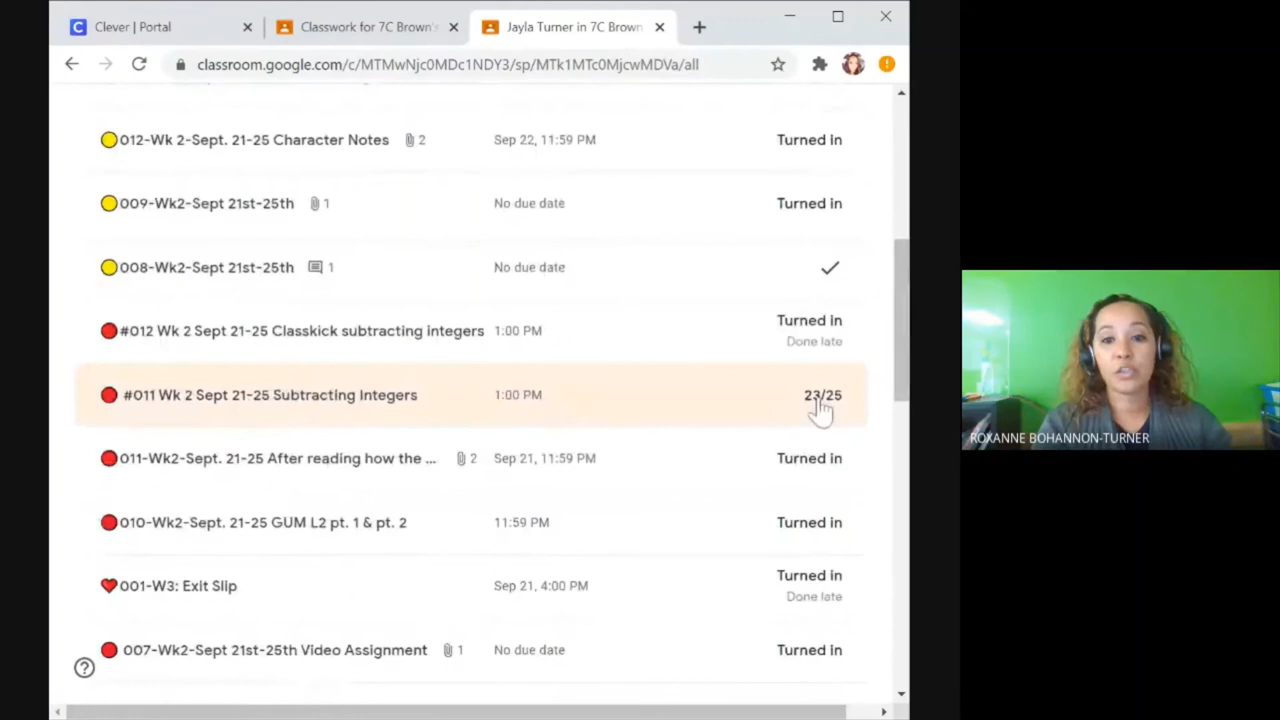 Clever | Portal
Classwork for 7C Brown's
Jayla Turner in 7C Brown
classroom.google.com/c/MTMwNjc0MDc1NDY3/sp/MTk1MTc0MjcwMDVa/all
012-Wk 2-Sept. 21-25 Character Notes 2 Sep 22, 11:59 PM Turned in
009-Wk2-Sept 21st-25th 1 No due date Turned in
008-Wk2-Sept 21st-25th 1 No due date
#012 Wk 2 Sept 21-25 Classkick subtracting integers 1:00 PM Turned in
Done late
#011 Wk 2 Sept 21-25 Subtracting Integers 1:00 PM 23/25
011-Wk2-Sept. 21-25 After reading how the ... 2 Sep 21, 11:59 PM Turned in
010-Wk2-Sept. 21-25 GUM L2 pt. 1 & pt. 2 11:59 PM Turned in
001-W3: Exit Slip Sep 21, 4:00 PM Turned in
Done late
007-Wk2-Sept 21st-25th Video Assignment 1 No due date Turned in
ROXANNE BOHANNON-TURNER